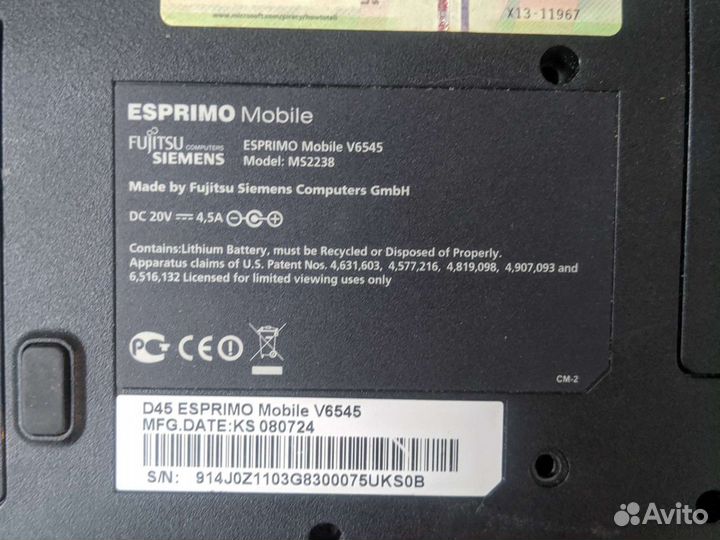 www.microsoft.com/piracy/howtotell
X13-11967
ESPRIMO Mobile
FUJITSU COMPUTERS
SIEMENS
ESPRIMO Mobile V6545
Model: MS2238
Made by Fujitsu Siemens Computers GmbH
DC 20V 4,5A
Contains:Lithium Battery, must be Recycled or Disposed of Properly.
Apparatus claims of U.S. Patent Nos. 4,631,603, 4,577,216, 4,819,098, 4,907,093 and
6,516,132 Licensed for limited viewing uses only
CE
CM-2
D45 ESPRIMO Mobile V6545
MFG.DATE:KS 080724
S/N: 914J0Z1103G8300075UKS0B
Avito